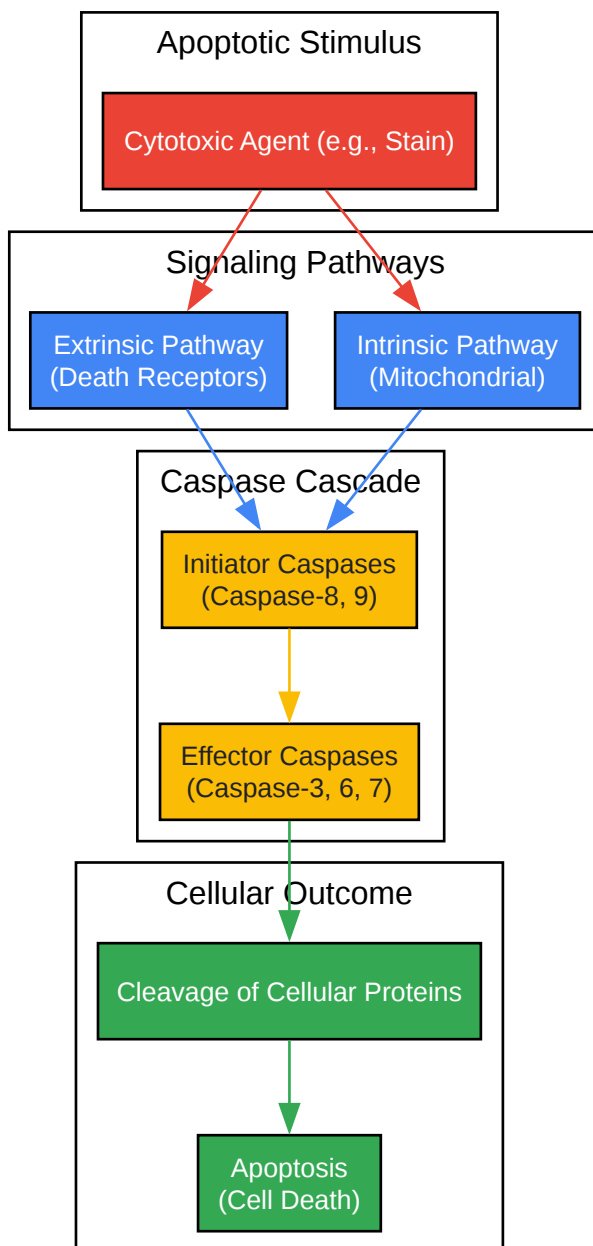 Apoptotic Stimulus
Cytotoxic Agent (e.g., Stain)
Signaling Pathways
Extrinsic Pathway
(Death Receptors)
Intrinsic Pathway
(Mitochondrial)
Caspase Cascade
Initiator Caspases
(Caspase-8, 9)
Effector Caspases
(Caspase-3, 6, 7)
Cellular Outcome
Cleavage of Cellular Proteins
Apoptosis
(Cell Death)